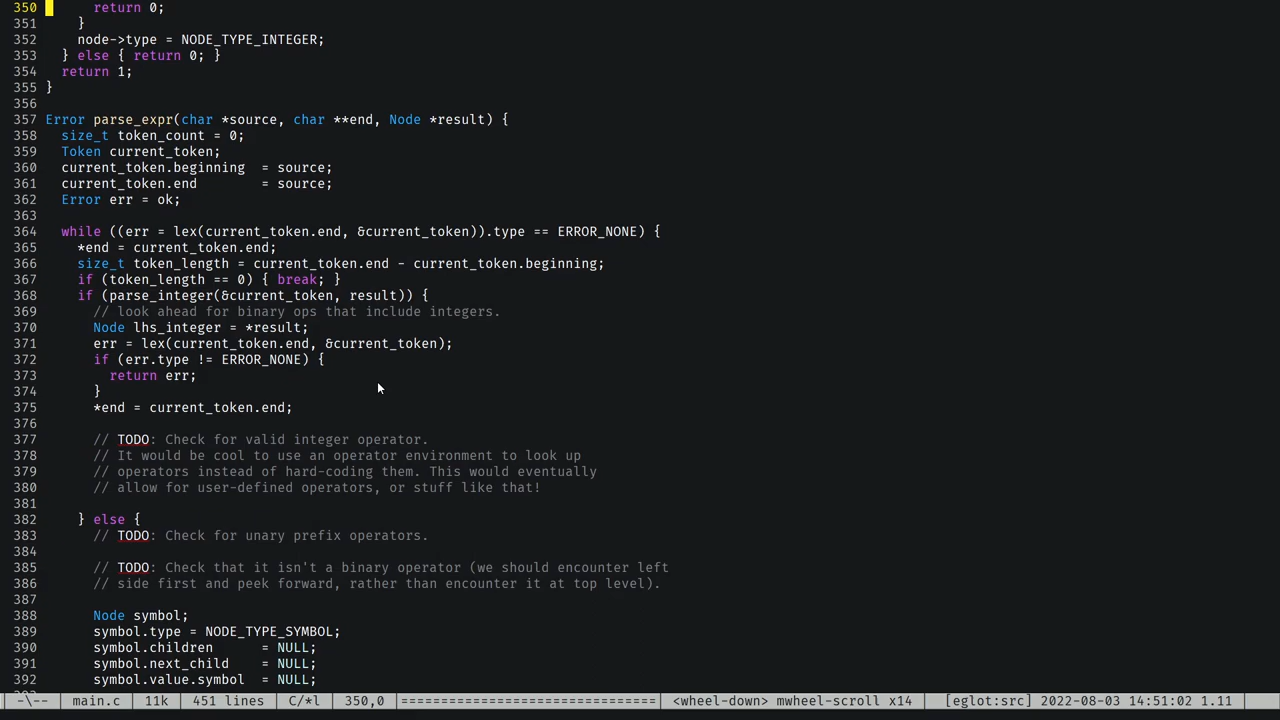 350       return 0;
351     }
352     node->type = NODE_TYPE_INTEGER;
353   } else { return 0; }
354   return 1;
355 }
356
357 Error parse_expr(char *source, char **end, Node *result) {
358   size_t token_count = 0;
359   Token current_token;
360   current_token.beginning  = source;
361   current_token.end        = source;
362   Error err = ok;
363
364   while ((err = lex(current_token.end, &current_token)).type == ERROR_NONE) {
365     *end = current_token.end;
366     size_t token_length = current_token.end - current_token.beginning;
367     if (token_length == 0) { break; }
368     if (parse_integer(&current_token, result)) {
369       // look ahead for binary ops that include integers.
370       Node lhs_integer = *result;
371       err = lex(current_token.end, &current_token);
372       if (err.type != ERROR_NONE) {
373         return err;
374       }
375       *end = current_token.end;
376
377       // TODO: Check for valid integer operator.
378       // It would be cool to use an operator environment to look up
379       // operators instead of hard-coding them. This would eventually
380       // allow for user-defined operators, or stuff like that!
381
382     } else {
383       // TODO: Check for unary prefix operators.
384
385       // TODO: Check that it isn't a binary operator (we should encounter left
386       // side first and peek forward, rather than encounter it at top level).
387
388       Node symbol;
389       symbol.type = NODE_TYPE_SYMBOL;
390       symbol.children      = NULL;
391       symbol.next_child    = NULL;
392       symbol.value.symbol  = NULL;
-\--  main.c  11k  451 lines  C/*l  350,0  ================================  <wheel-down> mwheel-scroll x14  [eglot:src] 2022-08-03 14:51:02 1.11